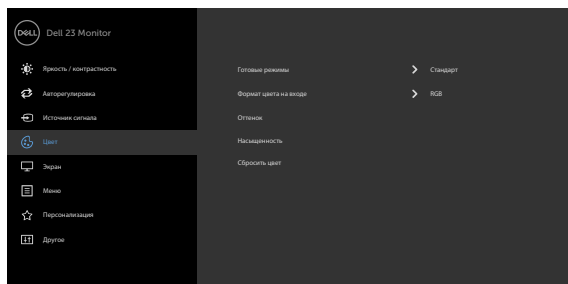 DELL Dell 23 Monitor
Яркость / контрастность
Авторегулировка
Источник сигнала
Цвет
Экран
Меню
Персонализация
Другое
Готовые режимы Стандарт
Формат цвета на входе RGB
Оттенок
Насыщенность
Сбросить цвет